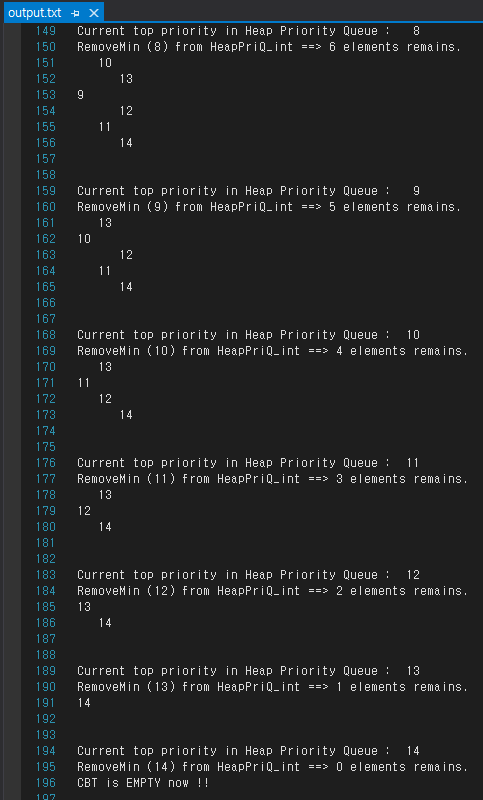 output.txt
149 Current top priority in Heap Priority Queue :   8
150 RemoveMin (8) from HeapPriQ_int ==> 6 elements remains.
151    10
152       13
153 9
154       12
155    11
156       14
157
158
159 Current top priority in Heap Priority Queue :   9
160 RemoveMin (9) from HeapPriQ_int ==> 5 elements remains.
161    13
162 10
163       12
164    11
165       14
166
167
168 Current top priority in Heap Priority Queue :  10
169 RemoveMin (10) from HeapPriQ_int ==> 4 elements remains.
170    13
171 11
172    12
173       14
174
175
176 Current top priority in Heap Priority Queue :  11
177 RemoveMin (11) from HeapPriQ_int ==> 3 elements remains.
178    13
179 12
180    14
181
182
183 Current top priority in Heap Priority Queue :  12
184 RemoveMin (12) from HeapPriQ_int ==> 2 elements remains.
185 13
186    14
187
188
189 Current top priority in Heap Priority Queue :  13
190 RemoveMin (13) from HeapPriQ_int ==> 1 elements remains.
191 14
192
193
194 Current top priority in Heap Priority Queue :  14
195 RemoveMin (14) from HeapPriQ_int ==> 0 elements remains.
196 CBT is EMPTY now !!
197